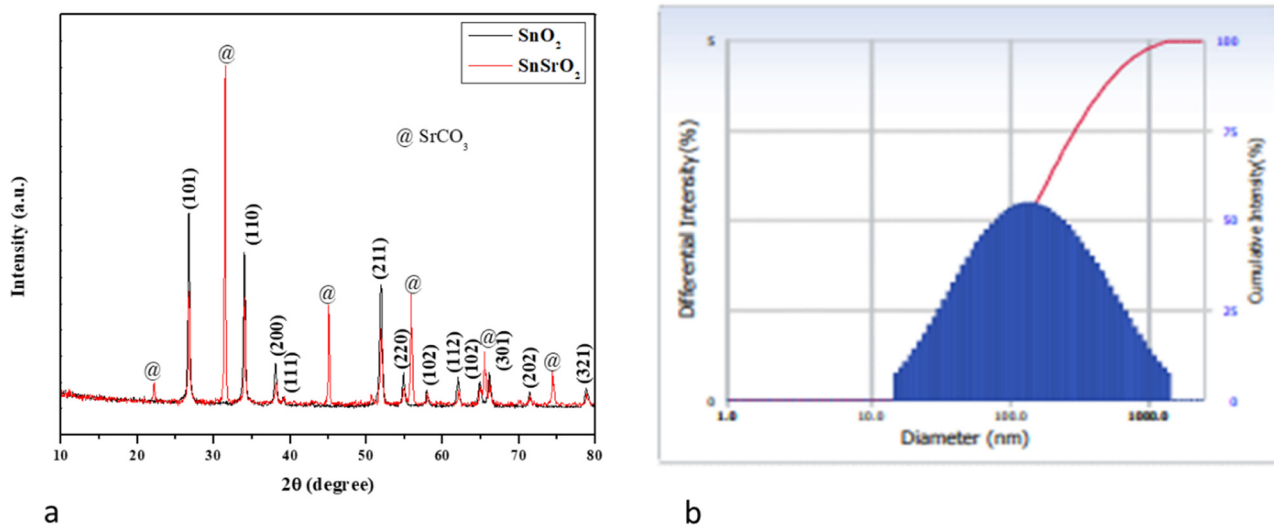 SnO₂
SnSrO₂
@
@ SrCO₃
(101)
(110)
(211)
@
@
(200)
(111)
(220)
(102)
(112)
(102)
@
(301)
(202)
@
(321)
@
Intensity (a.u.)
10 20 30 40 50 60 70 80
2θ (degree)
a
5
100
75
50
25
0
0
Differential Intensity (%)
Cumulative Intensity(%)
1.0 10.0 100.0 1000.0
Diameter (nm)
b